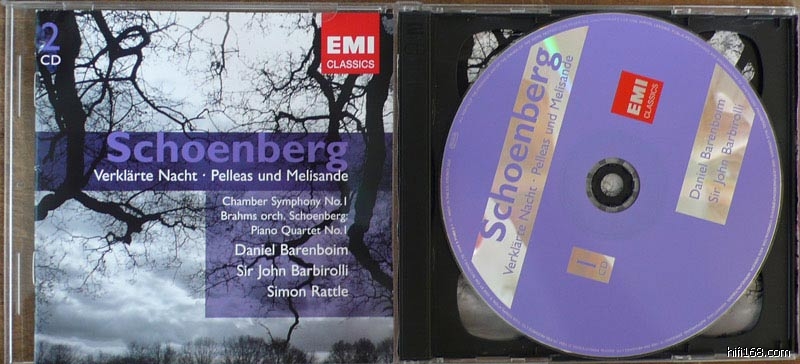 2
CD
EMI
CLASSICS
Schoenberg
Verklärte Nacht · Pelleas und Melisande
Chamber Symphony No.1
Brahms orch. Schoenberg:
Piano Quartet No.1
Daniel Barenboim
Sir John Barbirolli
Simon Rattle
EMI
CLASSICS
Schoenberg
Verklärte Nacht · Pelleas und Melisande
Daniel Barenboim
Sir John Barbirolli
1
CD
hifi168.com